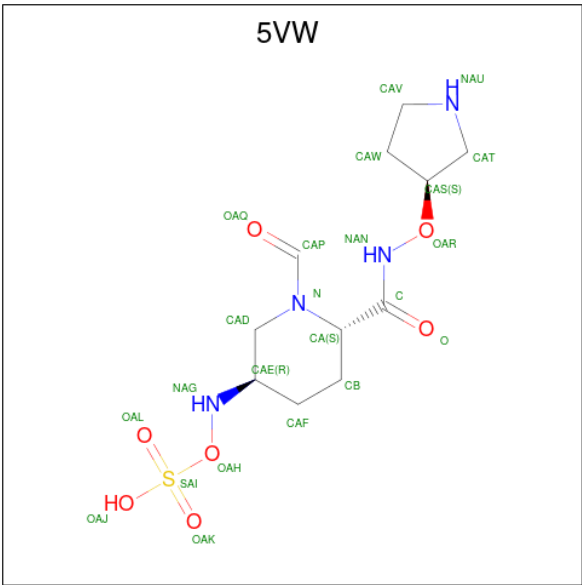 5VW
CAV
H
NAU
N
CAW
CAT
CAS(S)
OAQ
O
NAN
O
OAR
CAP
HN
N
C
CAD
CA(S)
O
O
CAE(R)
CB
NAG
HN
CAF
OAL
O
O
OAH
S
SAI
HO
OAJ
O
OAK